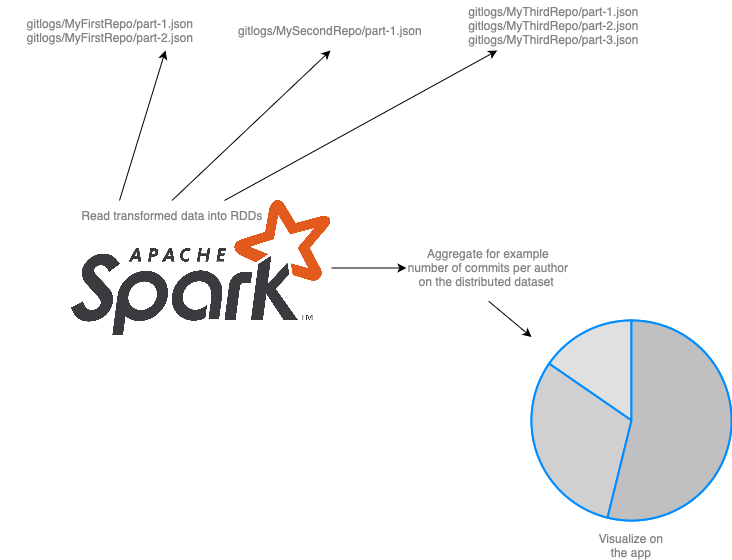 gitlogs/MyFirstRepo/part-1.json
gitlogs/MyFirstRepo/part-2.json
gitlogs/MySecondRepo/part-1.json
gitlogs/MyThirdRepo/part-1.json
gitlogs/MyThirdRepo/part-2.json
gitlogs/MyThirdRepo/part-3.json
Read transformed data into RDDs
APACHE
Spark™
Aggregate for example
number of commits per author
on the distributed dataset
Visualize on
the app